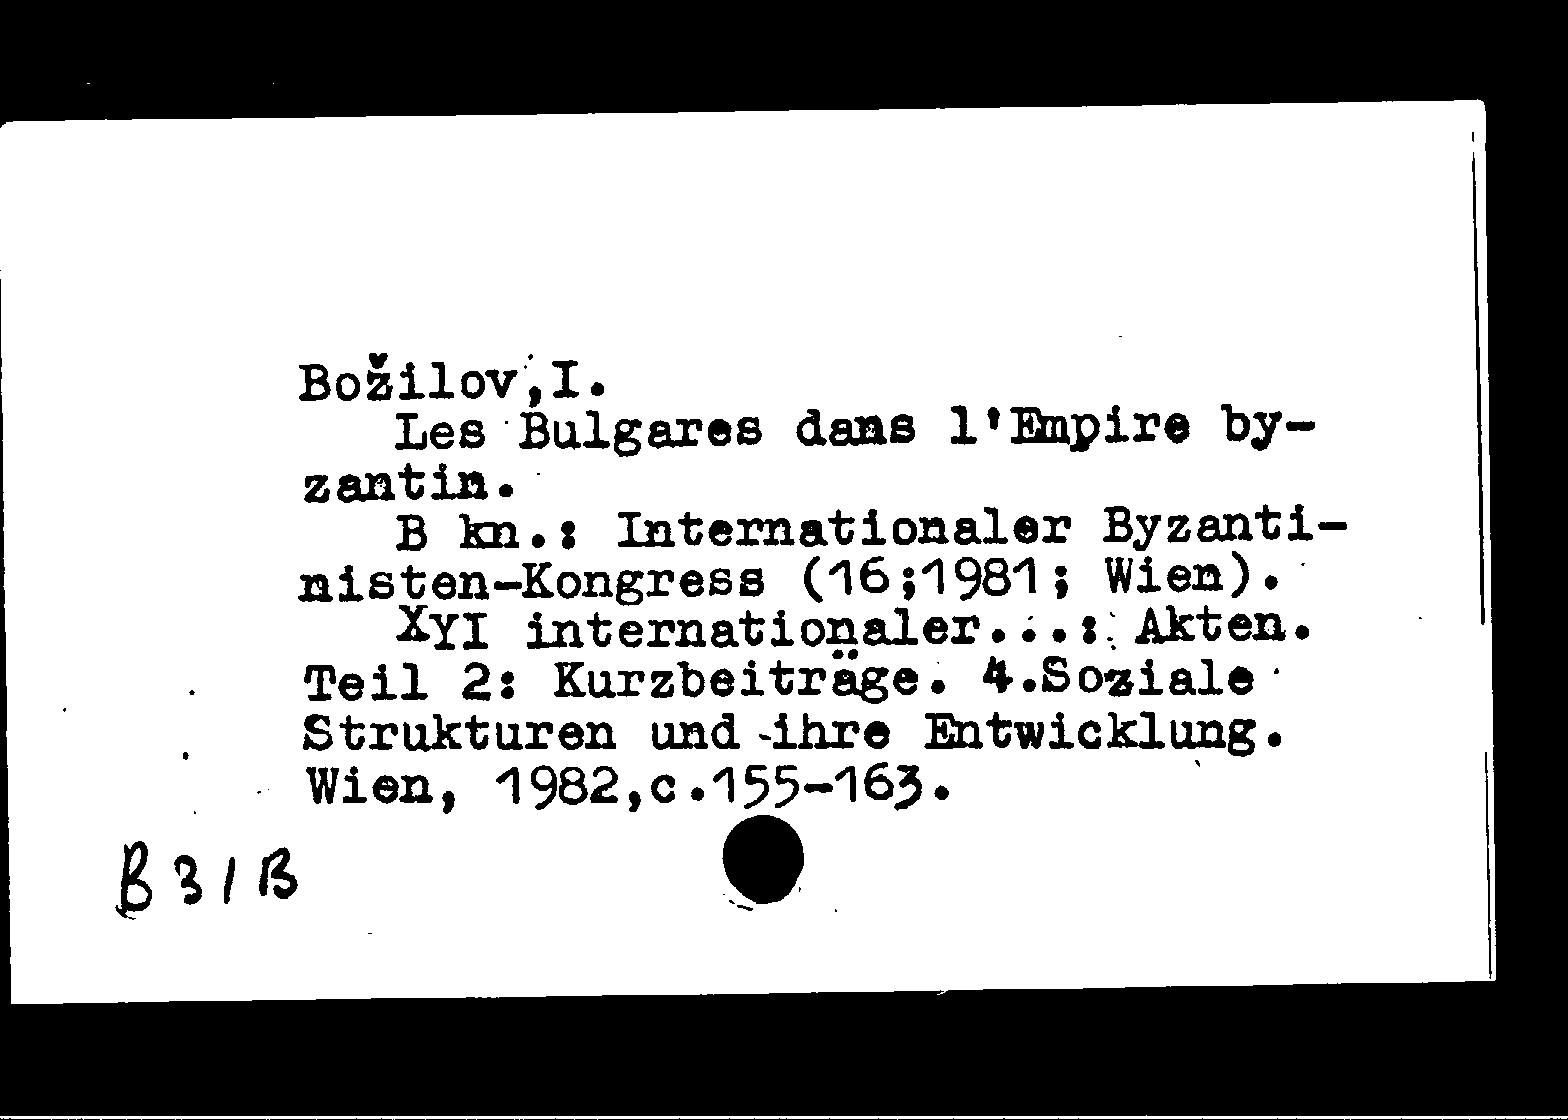 Božilov,I.
Les Bulgares dans l'Empire by-
zantin.
B kn.: Internationaler Byzanti-
nisten-Kongress (16;1981; Wien).
XYI internationaler...: Akten.
Teil 2: Kurzbeiträge. 4.Soziale
Strukturen und ihre Entwicklung.
Wien, 1982,c.155-163.
B31B